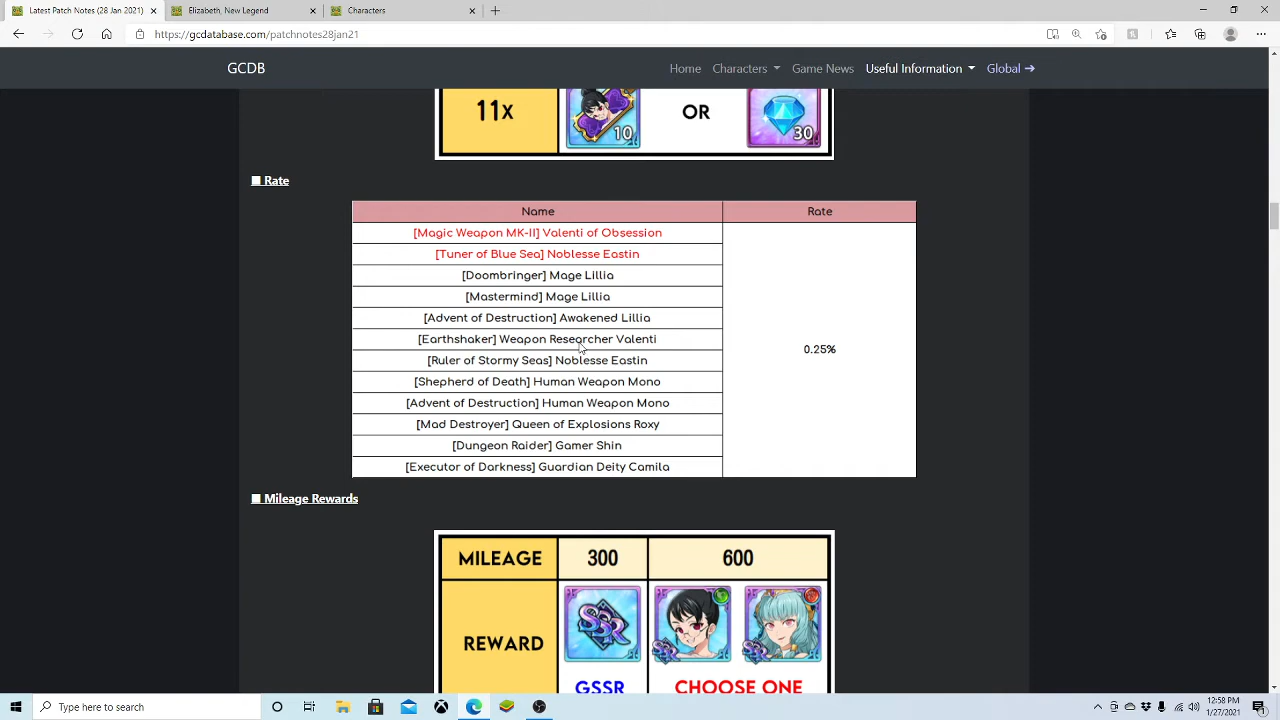 Latest Patch Notes (28 Jan 2021)
Elizabeth, New Legend
Characters
https://gcdatabase.com/patchnotes28jan21
GCDB
Home Characters Game News Useful Information Global →
11X
10
OR
30
Rate
Name Rate
[Magic Weapon MK-II] Valenti of Obsession
[Tuner of Blue Sea] Noblesse Eastin
[Doombringer] Mage Lillia
[Mastermind] Mage Lillia
[Advent of Destruction] Awakened Lillia
[Earthshaker] Weapon Researcher Valenti
0.25%
[Ruler of Stormy Seas] Noblesse Eastin
[Shepherd of Death] Human Weapon Mono
[Advent of Destruction] Human Weapon Mono
[Mad Destroyer] Queen of Explosions Roxy
[Dungeon Raider] Gamer Shin
[Executor of Darkness] Guardian Deity Camila
Mileage Rewards
MILEAGE 300 600
REWARD
SSR
SSR
SSR
GSSR CHOOSE ONE
Type here to search
12:58 PM
1/27/2021